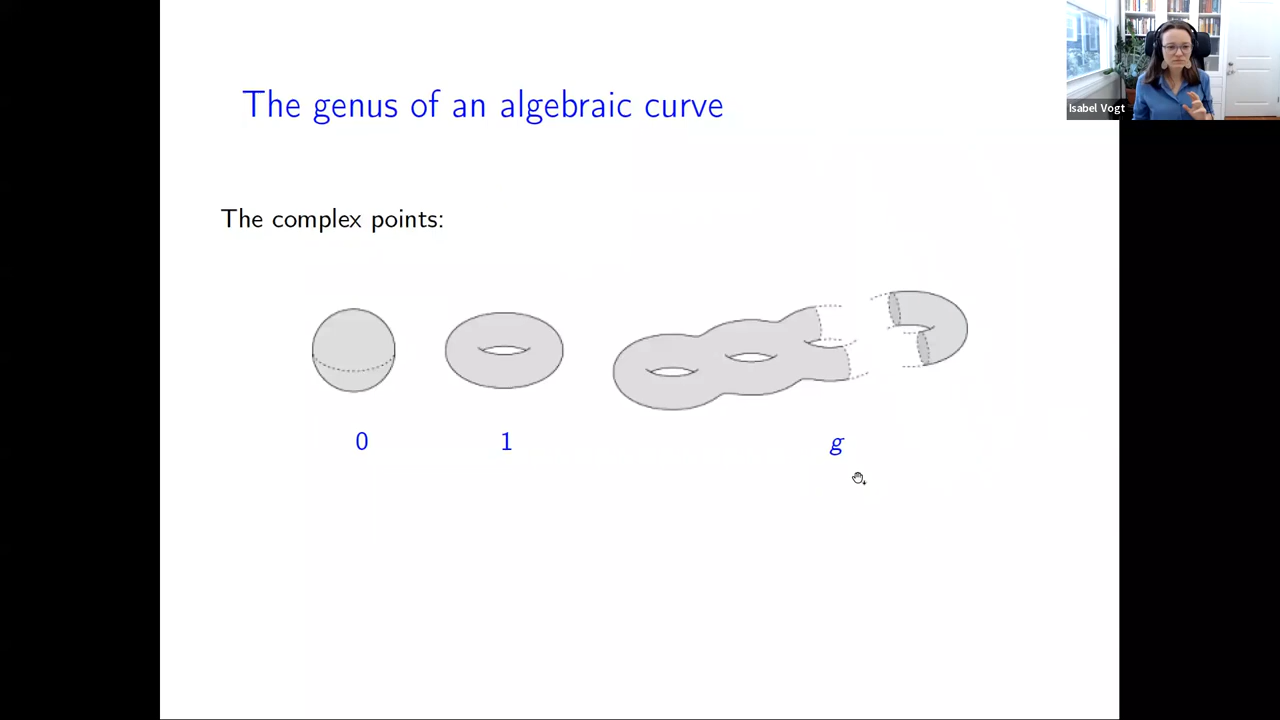 The genus of an algebraic curve
Isabel Vogt
The complex points:
0
1
g